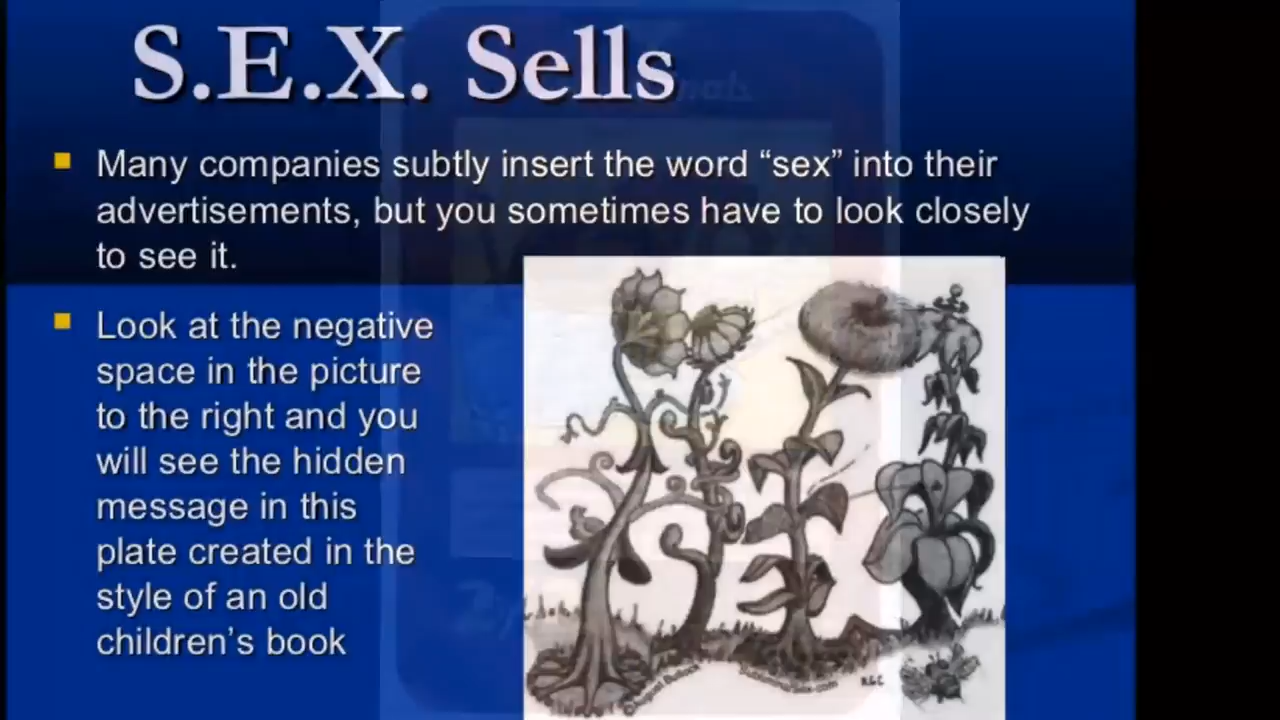 S.E.X. Sells
Many companies subtly insert the word “sex” into their
advertisements, but you sometimes have to look closely
to see it.
Look at the negative
space in the picture
to the right and you
will see the hidden
message in this
plate created in the
style of an old
children’s book
RGC